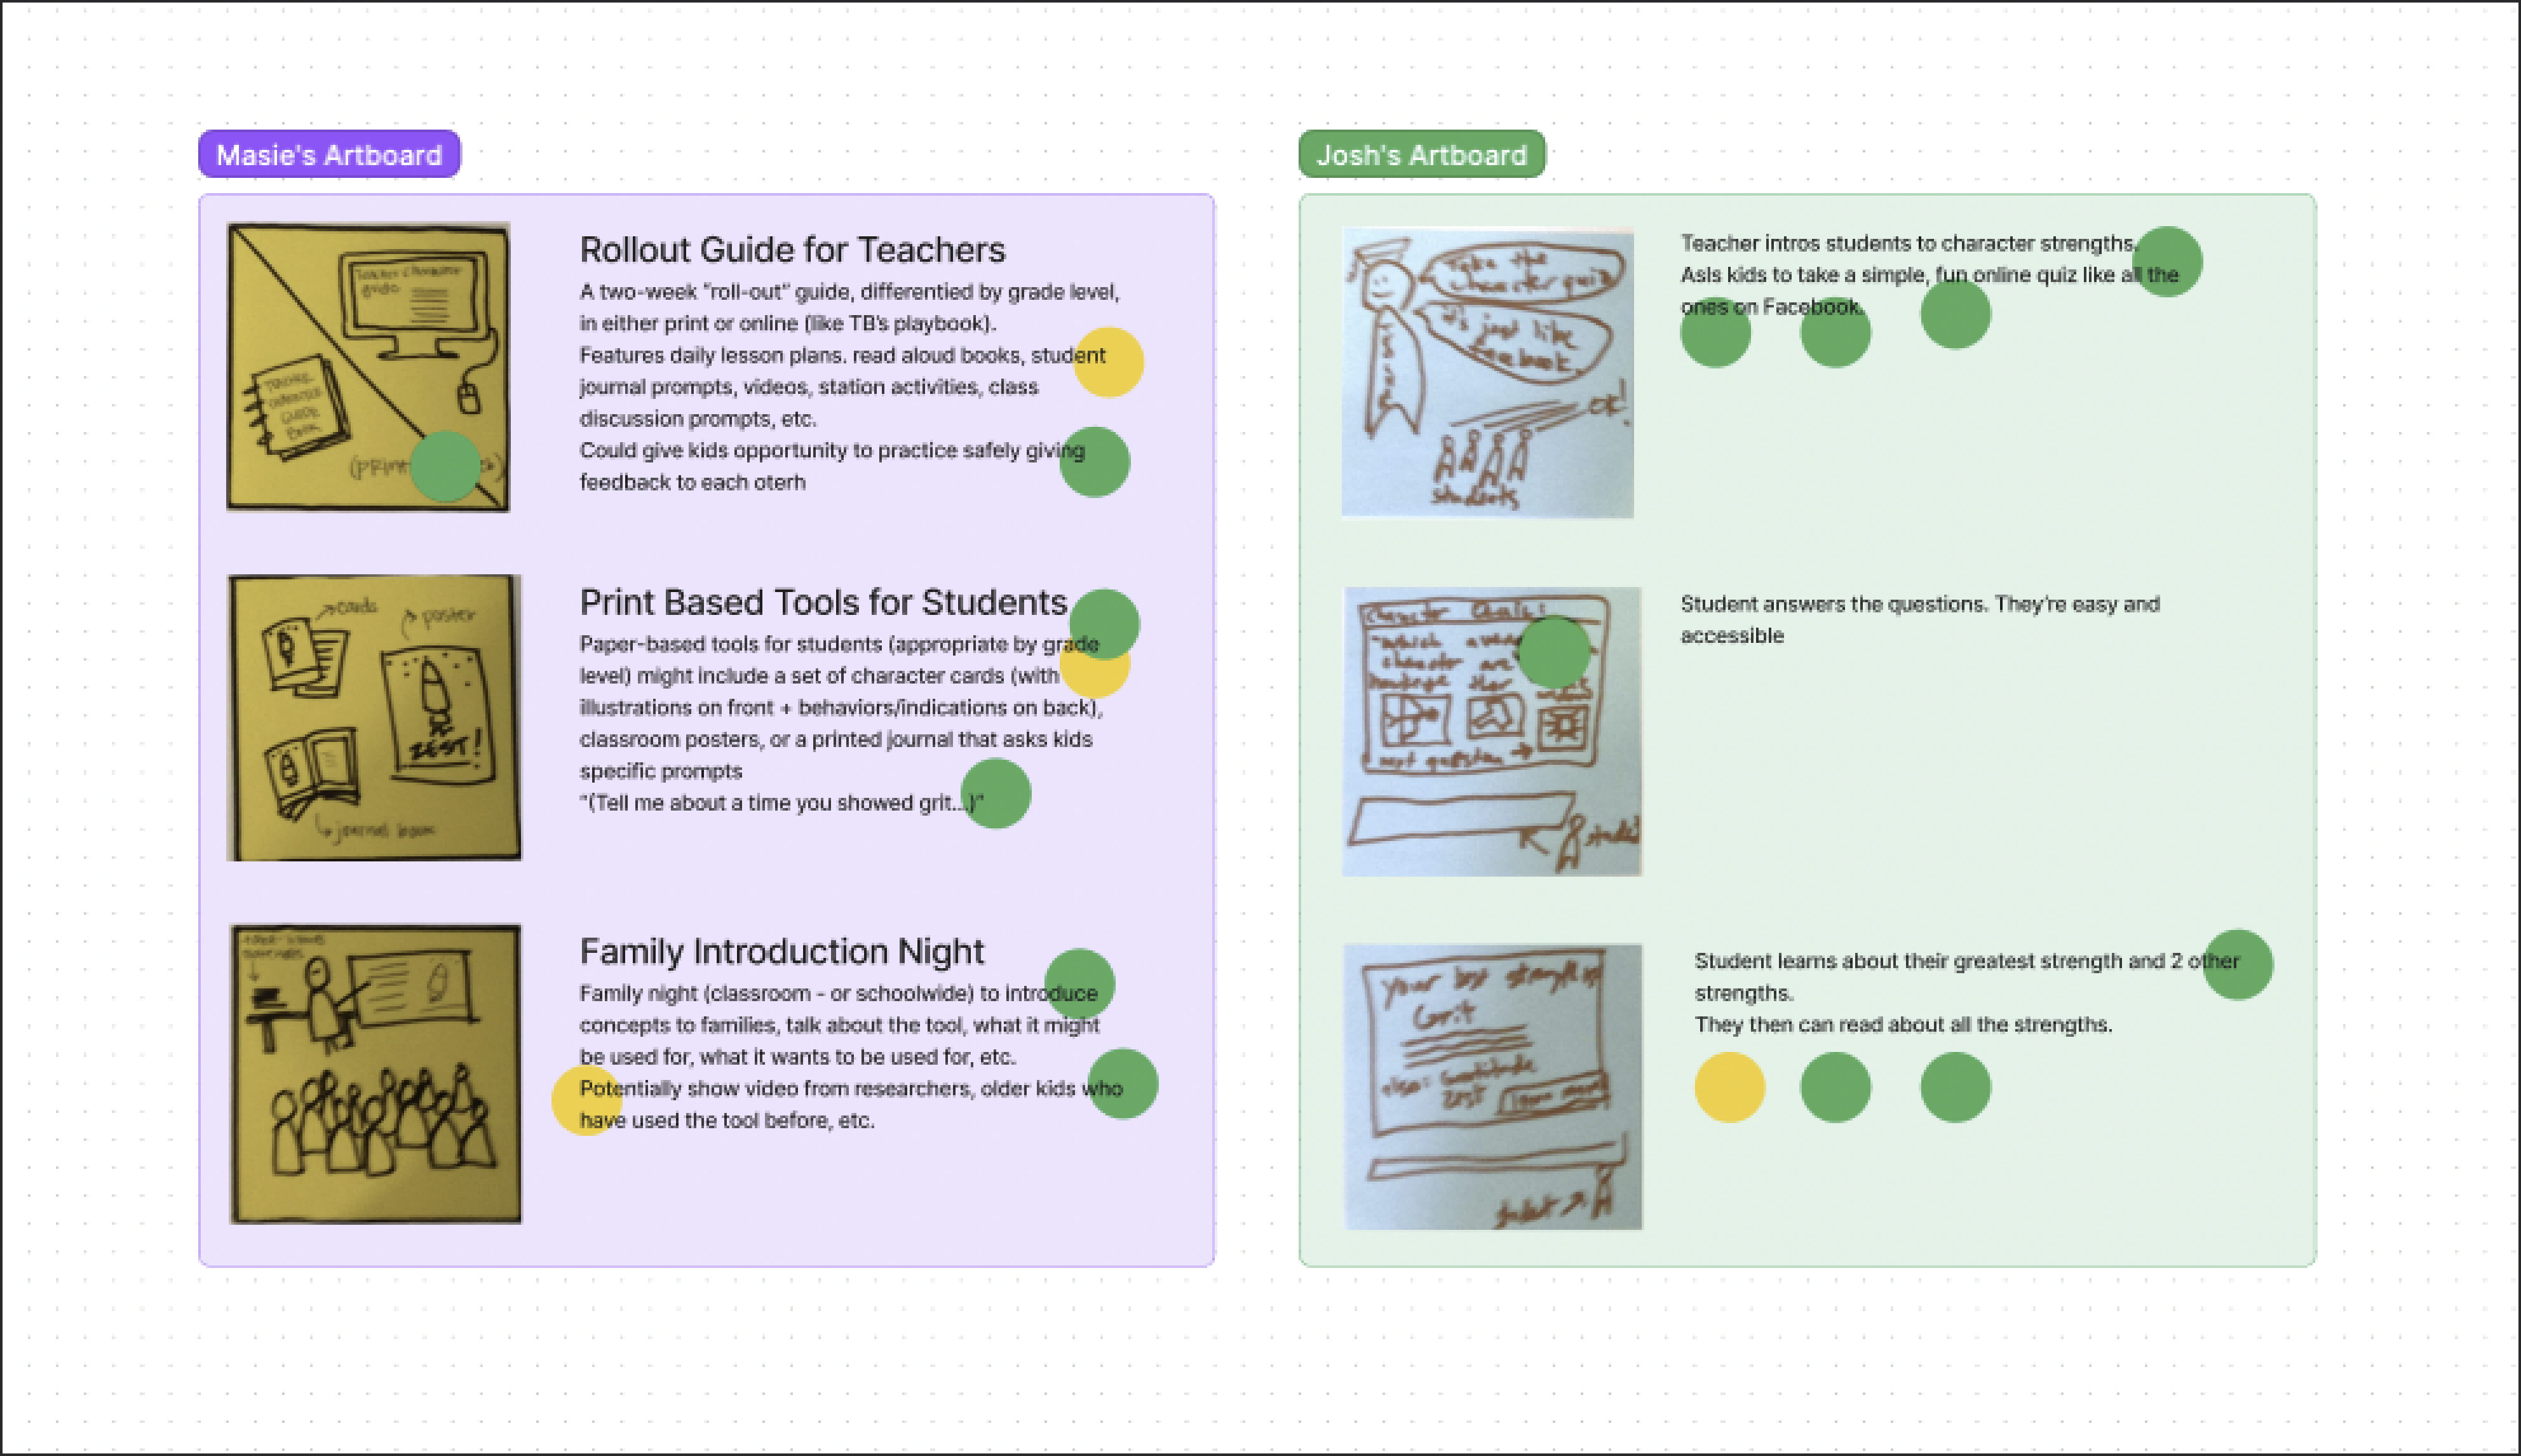 Masie's Artboard
Teacher Character
guide
TEACHER
CHARACTER
GUIDE
BOOK
(print
Rollout Guide for Teachers
A two-week "roll-out" guide, differentied by grade level,
in either print or online (like TB's playbook).
Features daily lesson plans. read aloud books, student
journal prompts, videos, station activities, class
discussion prompts, etc.
Could give kids opportunity to practice safely giving
feedback to each oterh
cards
poster
ZEST!
journal book
Print Based Tools for Students
Paper-based tools for students (appropriate by grade
level) might include a set of character cards (with
illustrations on front + behaviors/indications on back),
classroom posters, or a printed journal that asks kids
specific prompts
"(Tell me about a time you showed grit...)"
take-home
materials
Family Introduction Night
Family night (classroom - or schoolwide) to introduce
concepts to families, talk about the tool, what it might
be used for, what it wants to be used for, etc.
Potentially show video from researchers, older kids who
have used the tool before, etc.
Josh's Artboard
Take the
character quiz
it's just like
facebook.
OK!
students
Teacher intros students to character strengths.
Asls kids to take a simple, fun online quiz like all the
ones on Facebook.
Character Quiz:
"which
character are
next question
Student answers the questions. They're easy and
accessible
your best strength is
Grit
also: Gratitude
Zest
learn more
student
Student learns about their greatest strength and 2 other
strengths.
They then can read about all the strengths.